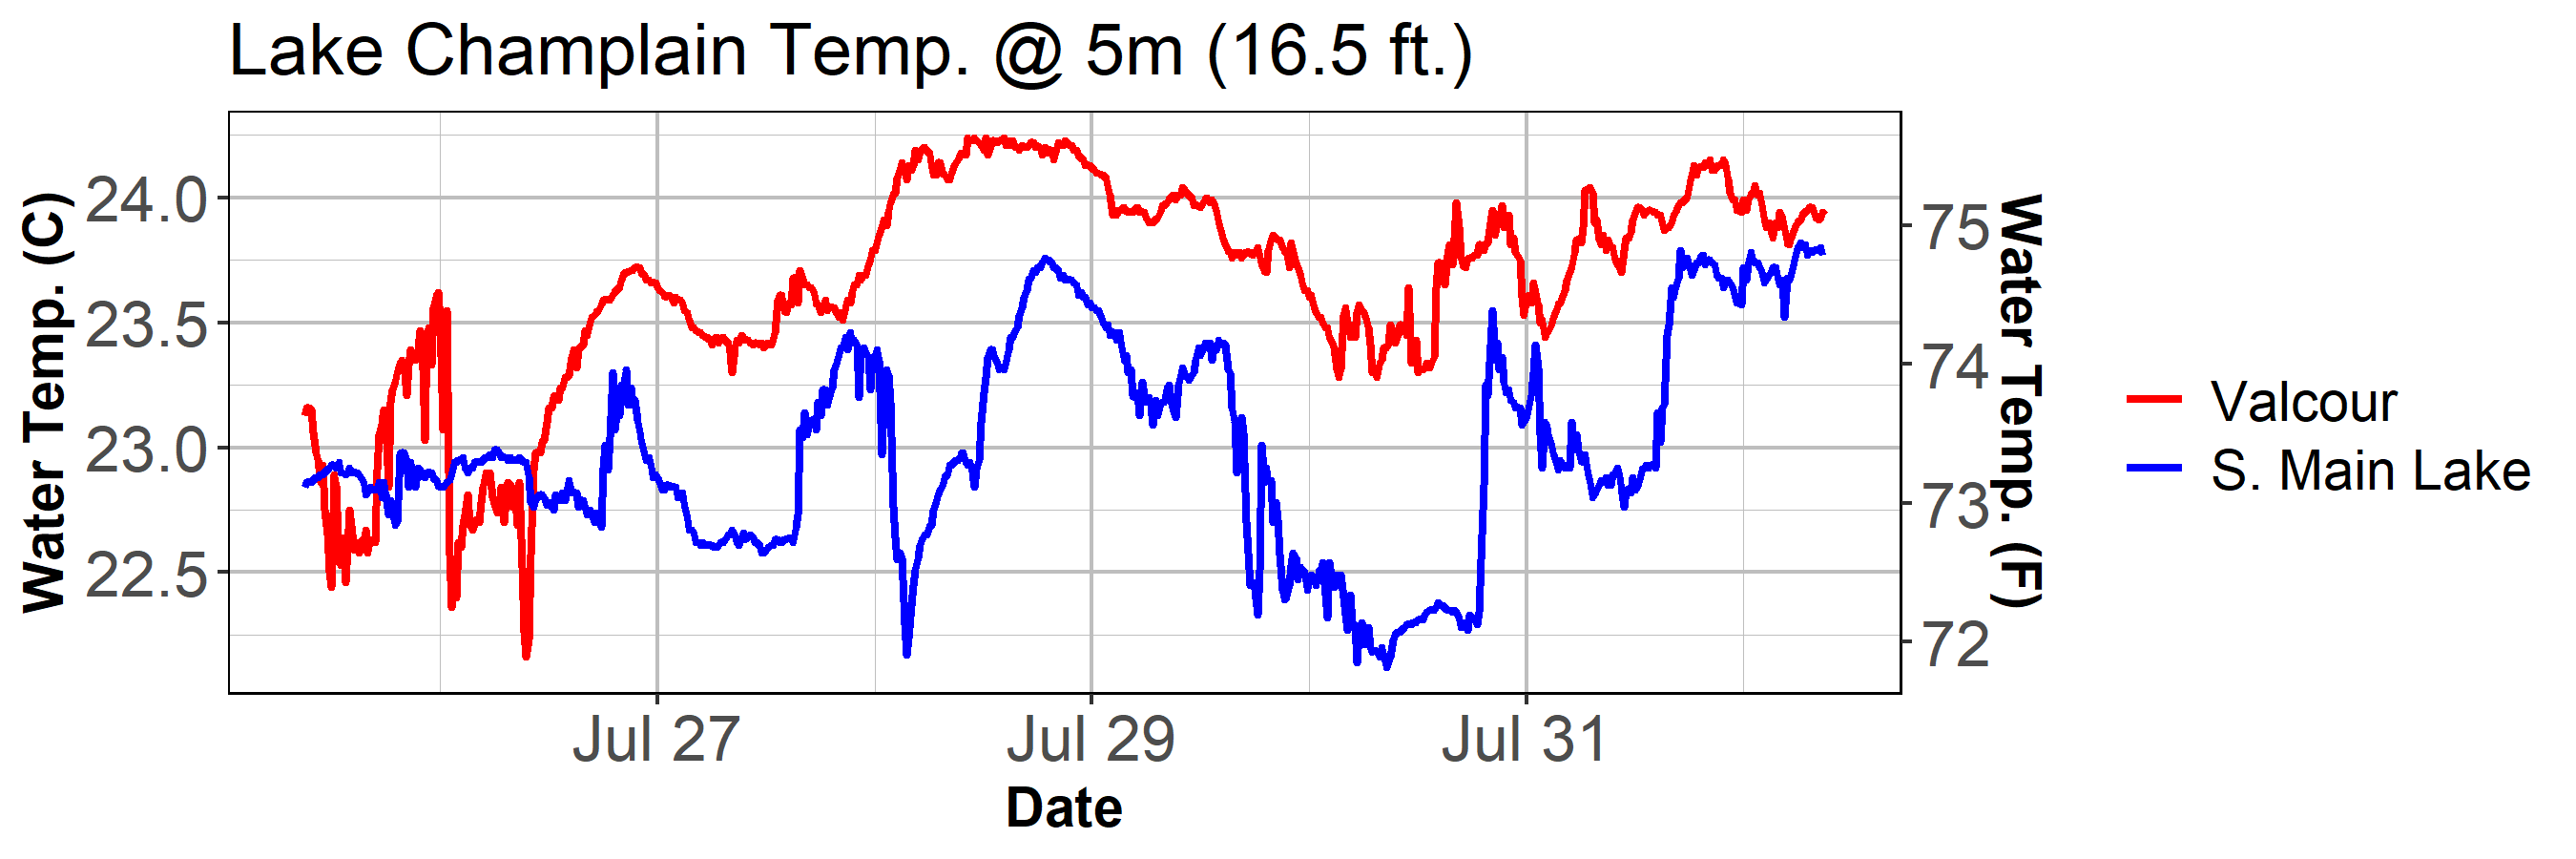 Lake Champlain Temp. @ 5m (16.5 ft.)
Water Temp. (C)
24.0
23.5
23.0
22.5
75
74
73
72
Water Temp. (F)
Jul 27
Jul 29
Jul 31
Date
Valcour
S. Main Lake